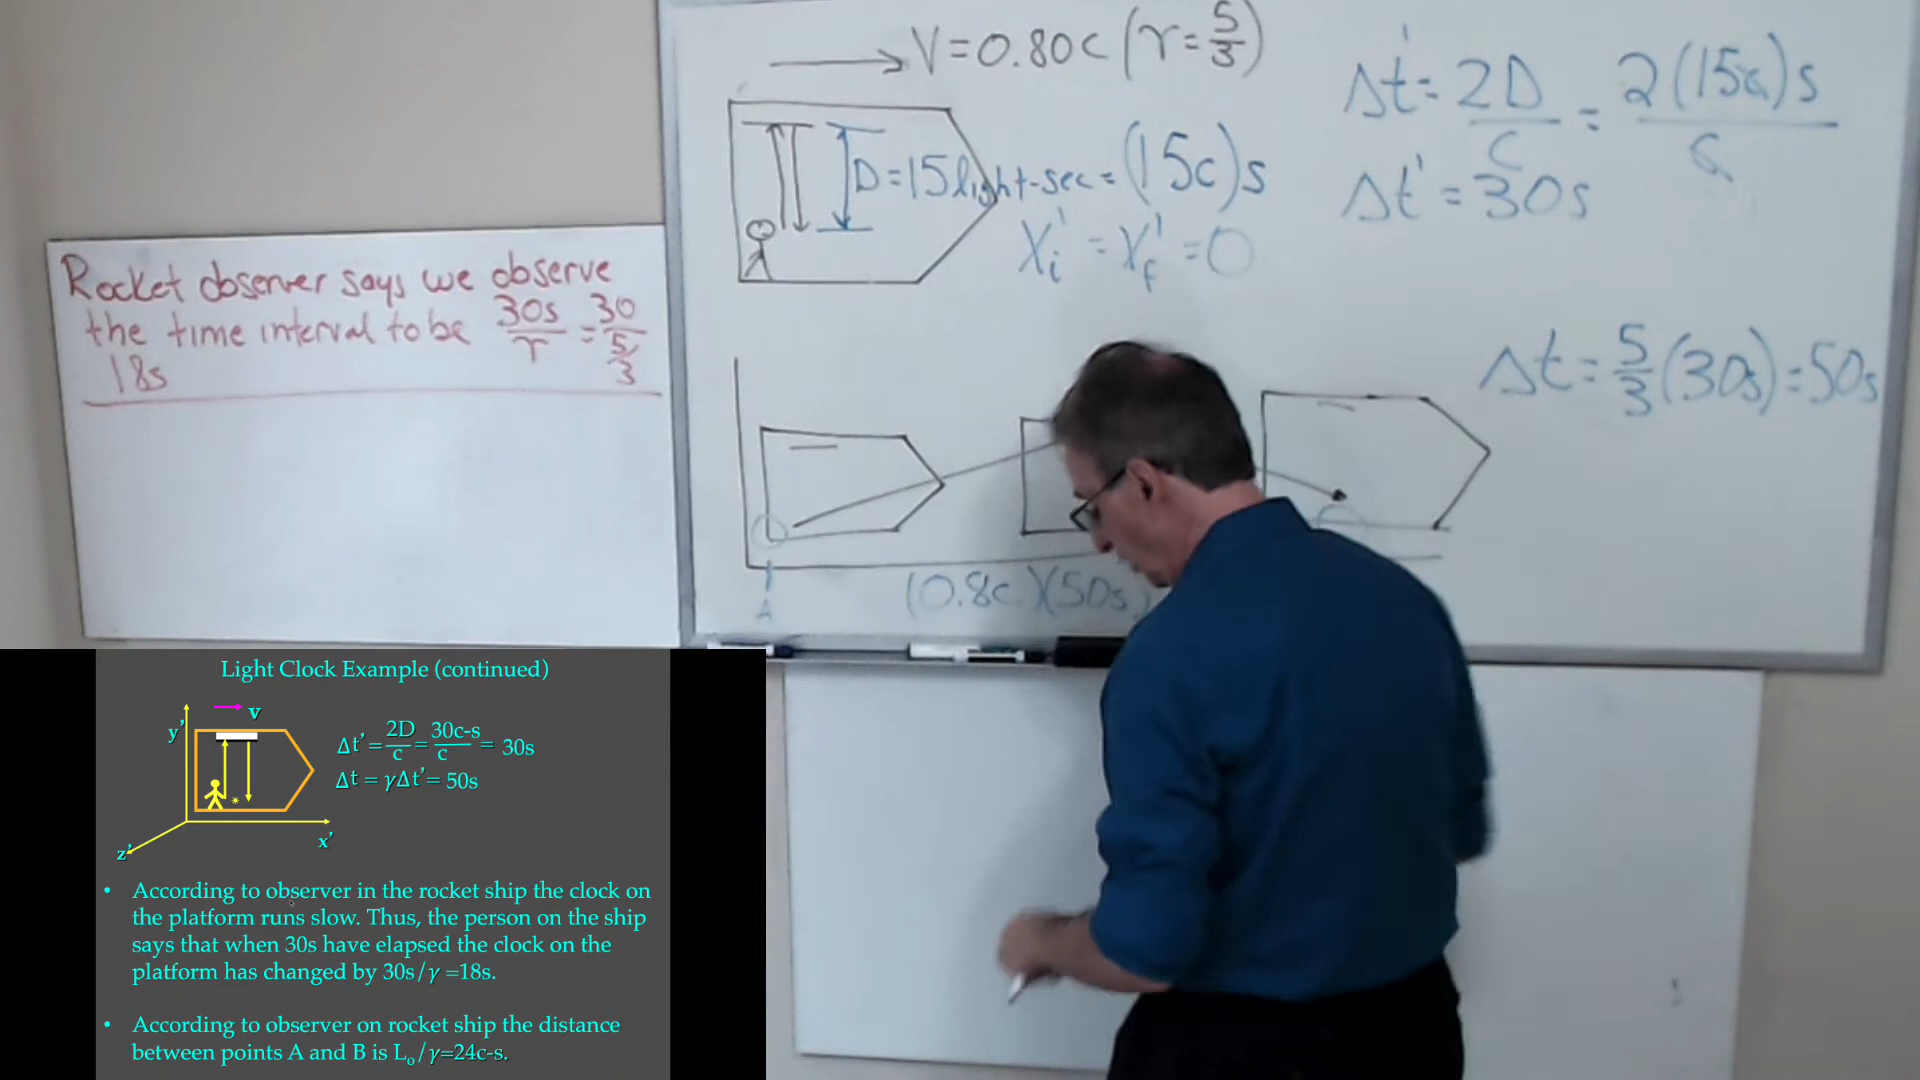 V=0.80c (γ=5/3)
D=15light-sec=(15c)s
Xi'=Xf'=0
Δt'=2D/c=2(15c)s/c
Δt'=30s
Δt=5/3(30s)=50s
Rocket observer says we observe
the time interval to be 30s/γ=30/(5/3)
18s
(0.8c)(50s)
A
Light Clock Example (continued)
v
y'
x'
z'
Δt'=2D/c=30c-s/c=30s
Δt=γΔt'=50s
• According to observer in the rocket ship the clock on
the platform runs slow. Thus, the person on the ship
says that when 30s have elapsed the clock on the
platform has changed by 30s/γ =18s.
• According to observer on rocket ship the distance
between points A and B is Lo/γ=24c-s.